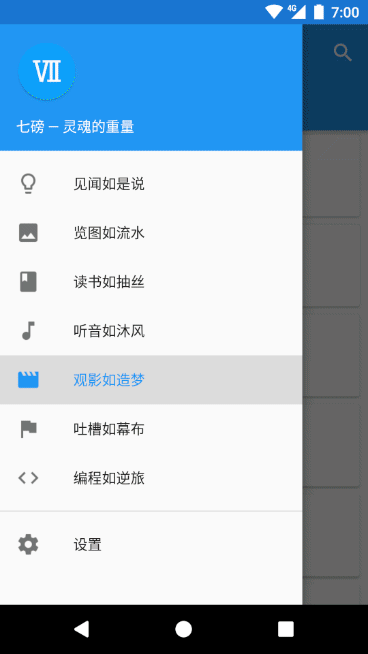 4G 7:00
Ⅶ
七磅 — 灵魂的重量
见闻如是说
览图如流水
读书如抽丝
听音如沐风
观影如造梦
吐槽如幕布
编程如逆旅
设置